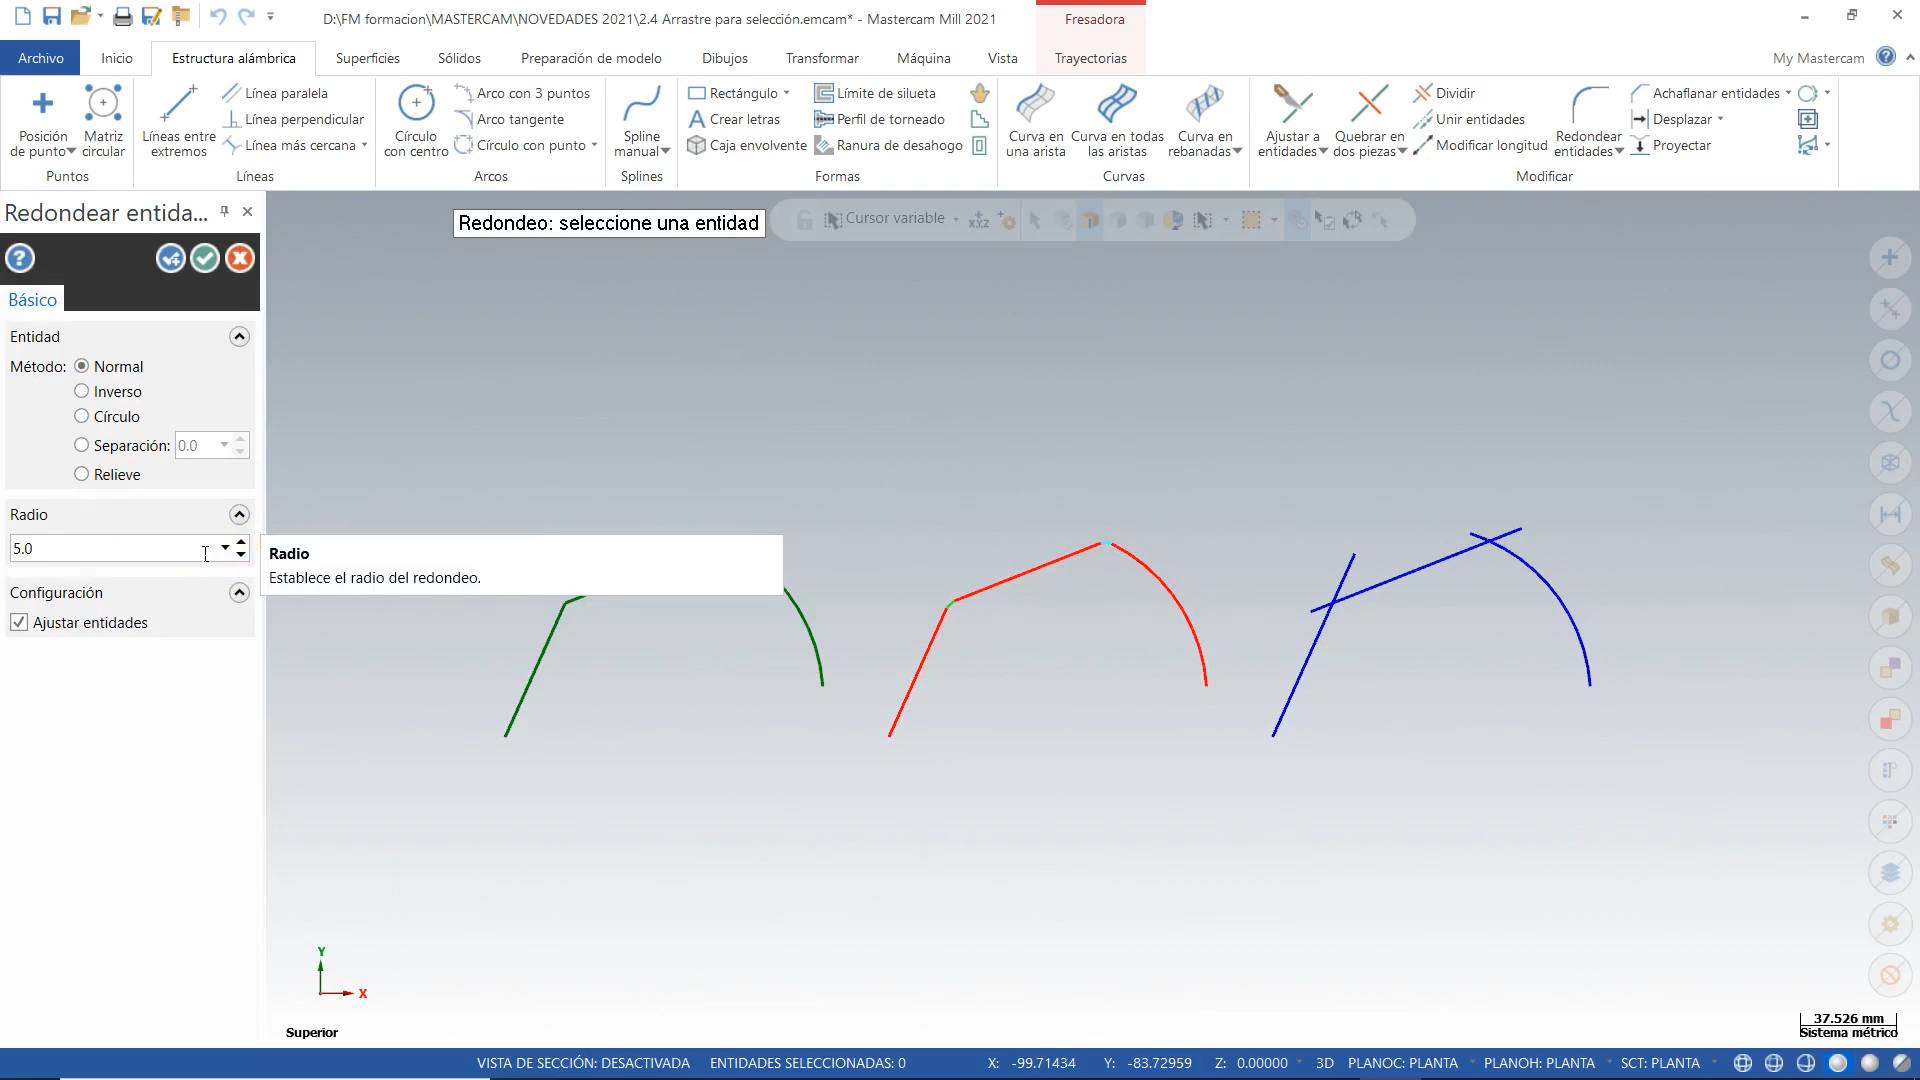 D:\FM formacion\MASTERCAM\NOVEDADES 2021\2.4 Arrastre para selección.emcam* - Mastercam Mill 2021
Fresadora
Archivo
Inicio
Estructura alámbrica
Superficies
Sólidos
Preparación de modelo
Dibujos
Transformar
Máquina
Vista
Trayectorias
My Mastercam
Posición de punto
Matriz circular
Puntos
Líneas entre extremos
Línea paralela
Línea perpendicular
Línea más cercana
Líneas
Círculo con centro
Arco con 3 puntos
Arco tangente
Círculo con punto
Arcos
Spline manual
Splines
Rectángulo
Crear letras
Caja envolvente
Límite de silueta
Perfil de torneado
Ranura de desahogo
Formas
Curva en una arista
Curva en todas las aristas
Curva en rebanadas
Curvas
Ajustar a entidades
Quebrar en dos piezas
Dividir
Unir entidades
Modificar longitud
Redondear entidades
Achaflanar entidades
Desplazar
Proyectar
Modificar
Redondear entida...
Redondeo: seleccione una entidad
Cursor variable
Básico
Entidad
Método:
Normal
Inverso
Círculo
Separación: 0.0
Relieve
Radio
5.0
Radio
Establece el radio del redondeo.
Configuración
Ajustar entidades
Y
X
Superior
37.526 mm
Sistema métrico
VISTA DE SECCIÓN: DESACTIVADA
ENTIDADES SELECCIONADAS: 0
X: -99.71434
Y: -83.72959
Z: 0.00000
3D
PLANOC: PLANTA
PLANOH: PLANTA
SCT: PLANTA